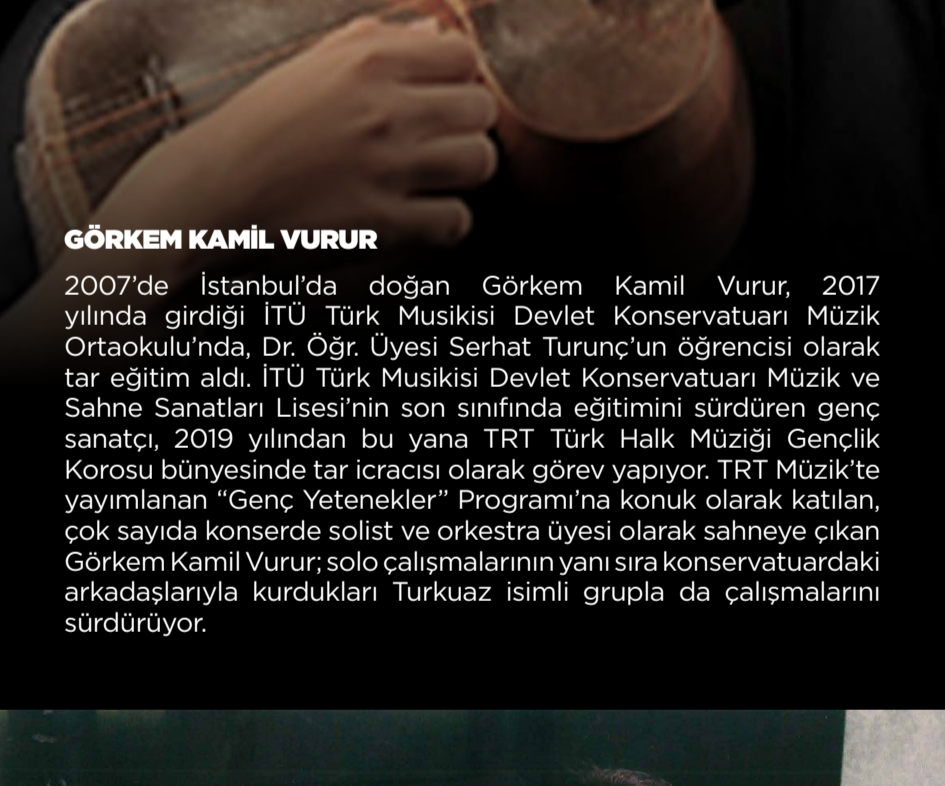 GÖRKEM KAMİL VURUR
2007’de İstanbul’da doğan Görkem Kamil Vurur, 2017
yılında girdiği İTÜ Türk Musikisi Devlet Konservatuarı Müzik
Ortaokulu’nda, Dr. Öğr. Üyesi Serhat Turunç’un öğrencisi olarak
tar eğitim aldı. İTÜ Türk Musikisi Devlet Konservatuarı Müzik ve
Sahne Sanatları Lisesi’nin son sınıfında eğitimini sürdüren genç
sanatçı, 2019 yılından bu yana TRT Türk Halk Müziği Gençlik
Korosu bünyesinde tar icracısı olarak görev yapıyor. TRT Müzik’te
yayımlanan “Genç Yetenekler” Programı’na konuk olarak katılan,
çok sayıda konserde solist ve orkestra üyesi olarak sahneye çıkan
Görkem Kamil Vurur; solo çalışmalarının yanı sıra konservatuardaki
arkadaşlarıyla kurdukları Turkuaz isimli grupla da çalışmalarını
sürdürüyor.